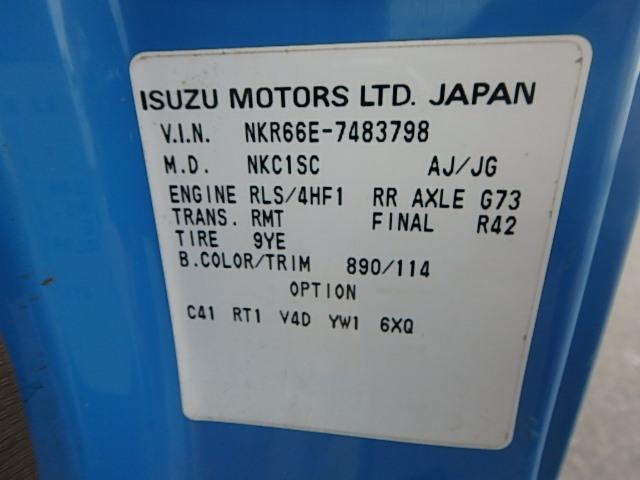 ISUZU MOTORS LTD. JAPAN
V.I.N. NKR66E-7483798
M.D. NKC1SC AJ/JG
ENGINE RLS/4HF1 RR AXLE G73
TRANS. RMT FINAL R42
TIRE 9YE
B.COLOR/TRIM 890/114
OPTION
C41 RT1 V4D YW1 6XQ